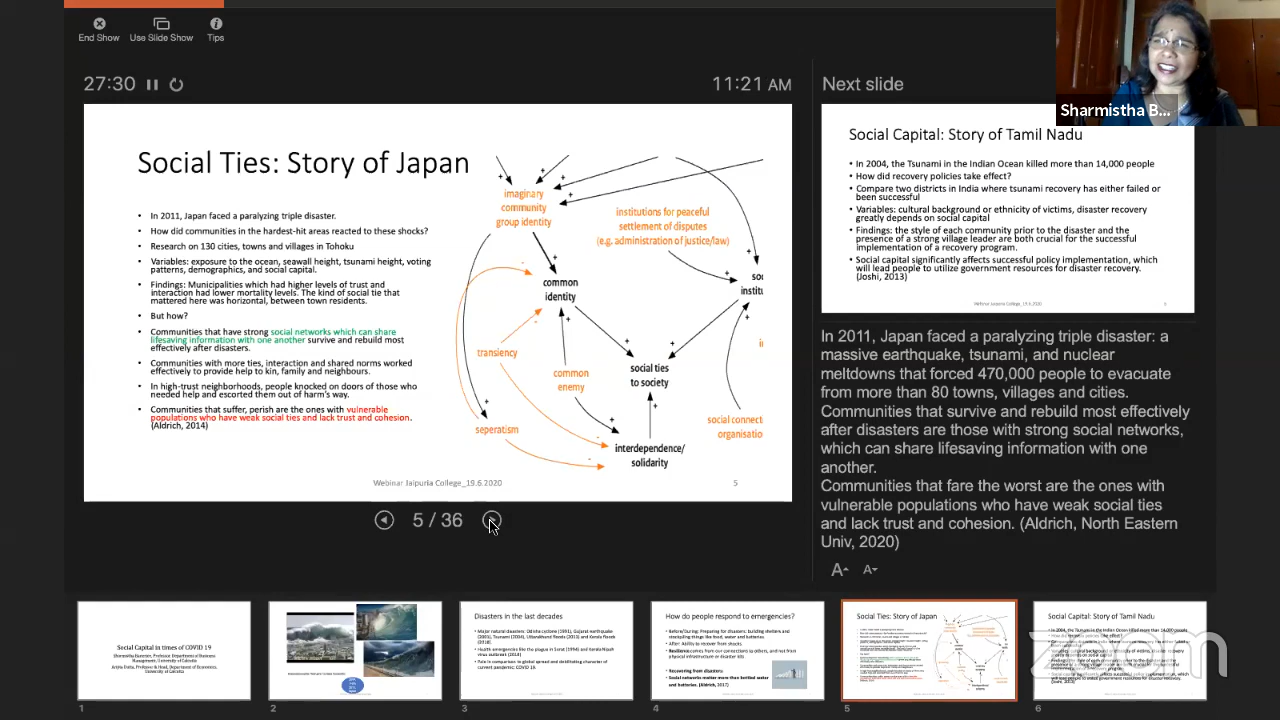 End Show
Use Slide Show
Tips
27:30
11:21 AM
Next slide
Sharmistha B...
Social Ties: Story of Japan
• In 2011, Japan faced a paralyzing triple disaster.
• How did communities in the hardest-hit areas reacted to these shocks?
• Research on 130 cities, towns and villages in Tohoku
• Variables: exposure to the ocean, seawall height, tsunami height, voting
patterns, demographics, and social capital.
• Findings: Municipalities which had higher levels of trust and
interaction had lower mortality levels. The kind of social tie that
mattered here was horizontal, between town residents.
• But how?
• Communities that have strong social networks which can share
lifesaving information with one another survive and rebuild most
effectively after disasters.
• Communities with more ties, interaction and shared norms worked
effectively to provide help to kin, family and neighbours.
• In high-trust neighborhoods, people knocked on doors of those who
needed help and escorted them out of harm's way.
• Communities that suffer, perish are the ones with vulnerable
populations who have weak social ties and lack trust and cohesion.
(Aldrich, 2014)
imaginary
community
group identity
institutions for peaceful
settlement of disputes
(e.g. administration of justice/law)
common
identity
soc
institu
transiency
common
enemy
social ties
to society
seperatism
social connect
organisatio
interdependence/
solidarity
Webinar Jaipuria College_19.6.2020
5
5 / 36
Social Capital: Story of Tamil Nadu
• In 2004, the Tsunami in the Indian Ocean killed more than 14,000 people
• How did recovery policies take effect?
• Compare two districts in India where tsunami recovery has either failed or
been successful
• Variables: cultural background or ethnicity of victims, disaster recovery
greatly depends on social capital
• Findings: the style of each community prior to the disaster and the
presence of a strong village leader are both crucial for the successful
implementation of a recovery program.
• Social capital significantly affects successful policy implementation, which
will lead people to utilize government resources for disaster recovery.
(Joshi, 2013)
Webinar Jaipuria College_19.6.2020
In 2011, Japan faced a paralyzing triple disaster: a
massive earthquake, tsunami, and nuclear
meltdowns that forced 470,000 people to evacuate
from more than 80 towns, villages and cities.
Communities that survive and rebuild most effectively
after disasters are those with strong social networks,
which can share lifesaving information with one
another.
Communities that fare the worst are the ones with
vulnerable populations who have weak social ties
and lack trust and cohesion. (Aldrich, North Eastern
Univ, 2020)
A A
Social Capital in times of COVID 19
Disasters in the last decades
How do people respond to emergencies?
Social Ties: Story of Japan
Social Capital: Story of Tamil Nadu
zoom
1
2
3
4
5
6